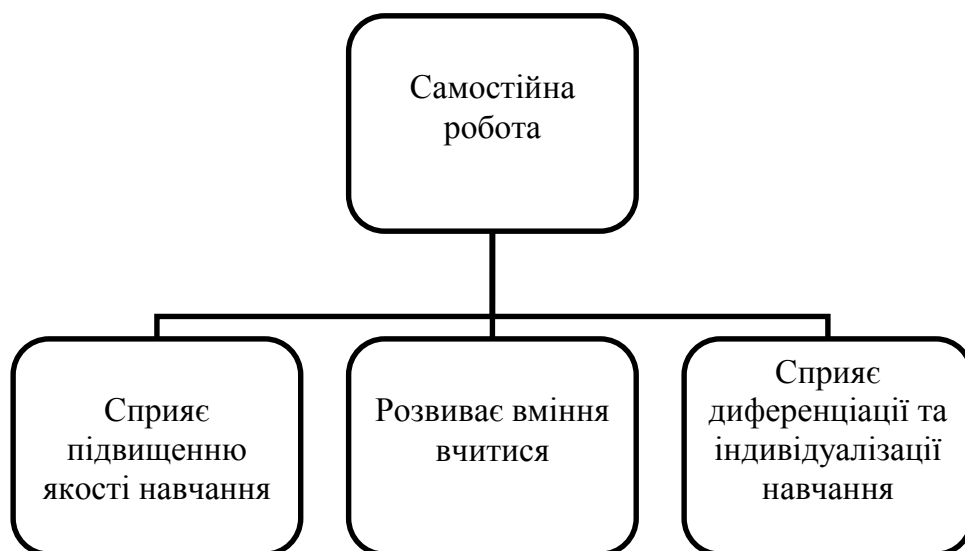 Самостійна
робота
Сприяє
підвищенню
якості навчання
Розвиває вміння
вчитися
Сприяє
диференціації та
індивідуалізації
навчання